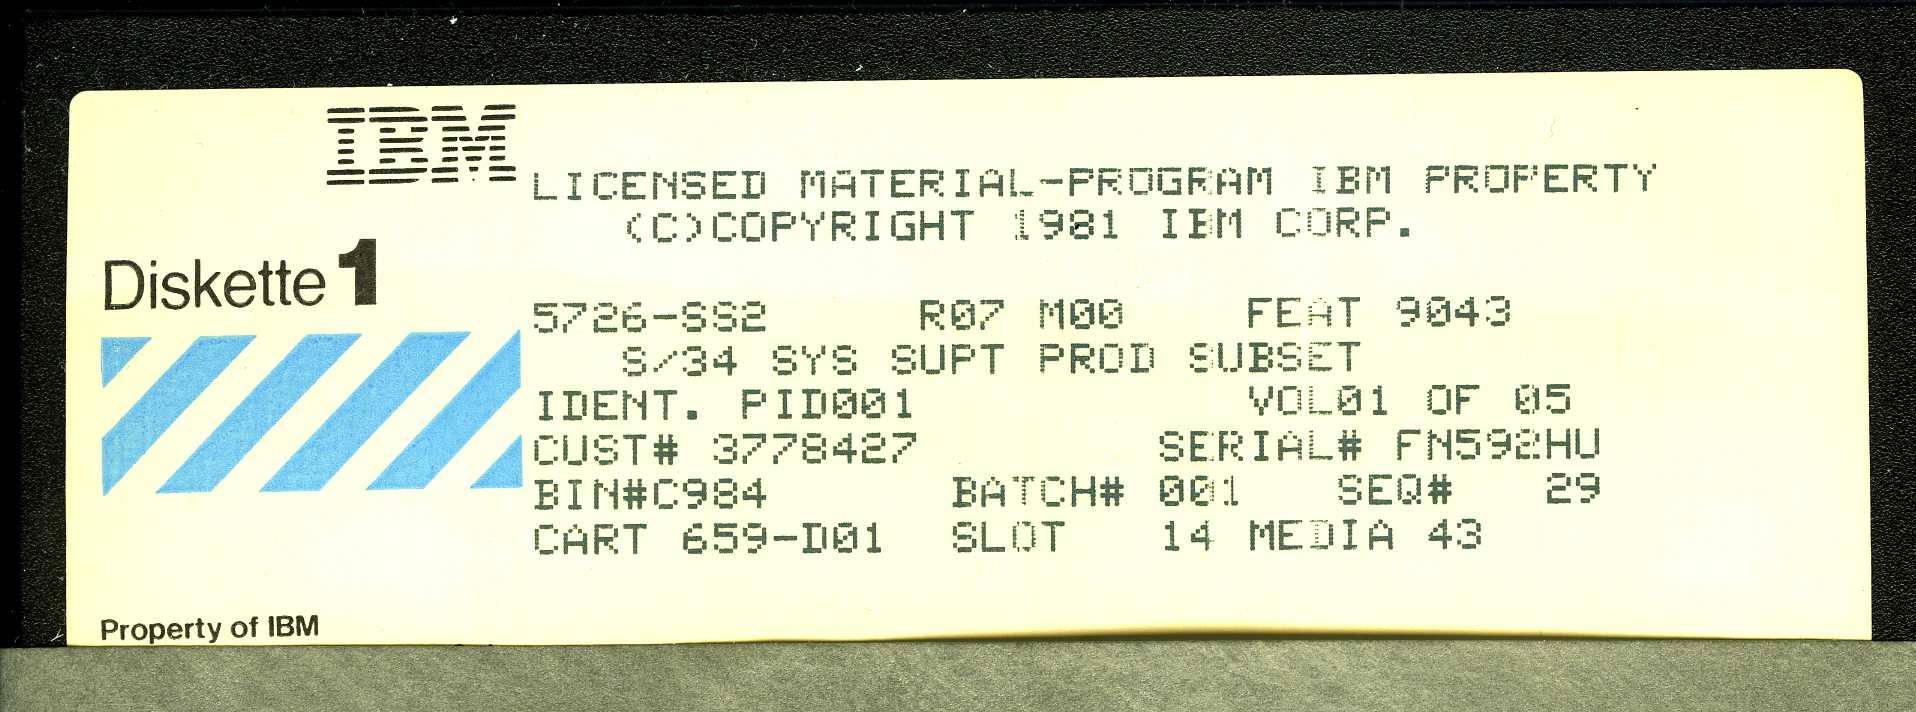 IBM
LICENSED MATERIAL-PROGRAM IBM PROPERTY
(C)COPYRIGHT 1981 IBM CORP.
Diskette 1
5726-SS2 R07 M00 FEAT 9043
S/34 SYS SUPT PROD SUBSET
IDENT. PID001 VOL01 OF 05
CUST# 3778427 SERIAL# FN592HU
BIN#C984 BATCH# 001 SEQ# 29
CART 659-D01 SLOT 14 MEDIA 43
Property of IBM